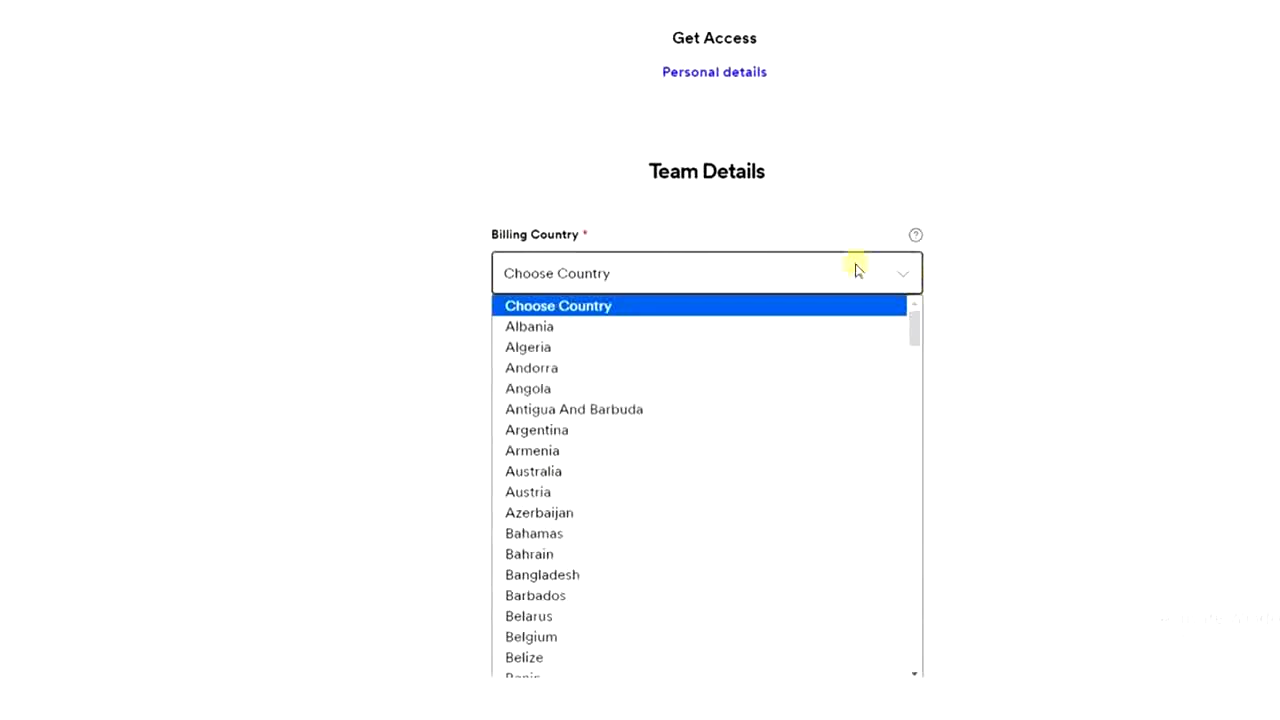 Get Access
Personal details
Team Details
Billing Country *
Choose Country
Choose Country
Albania
Algeria
Andorra
Angola
Antigua And Barbuda
Argentina
Armenia
Australia
Austria
Azerbaijan
Bahamas
Bahrain
Bangladesh
Barbados
Belarus
Belgium
Belize